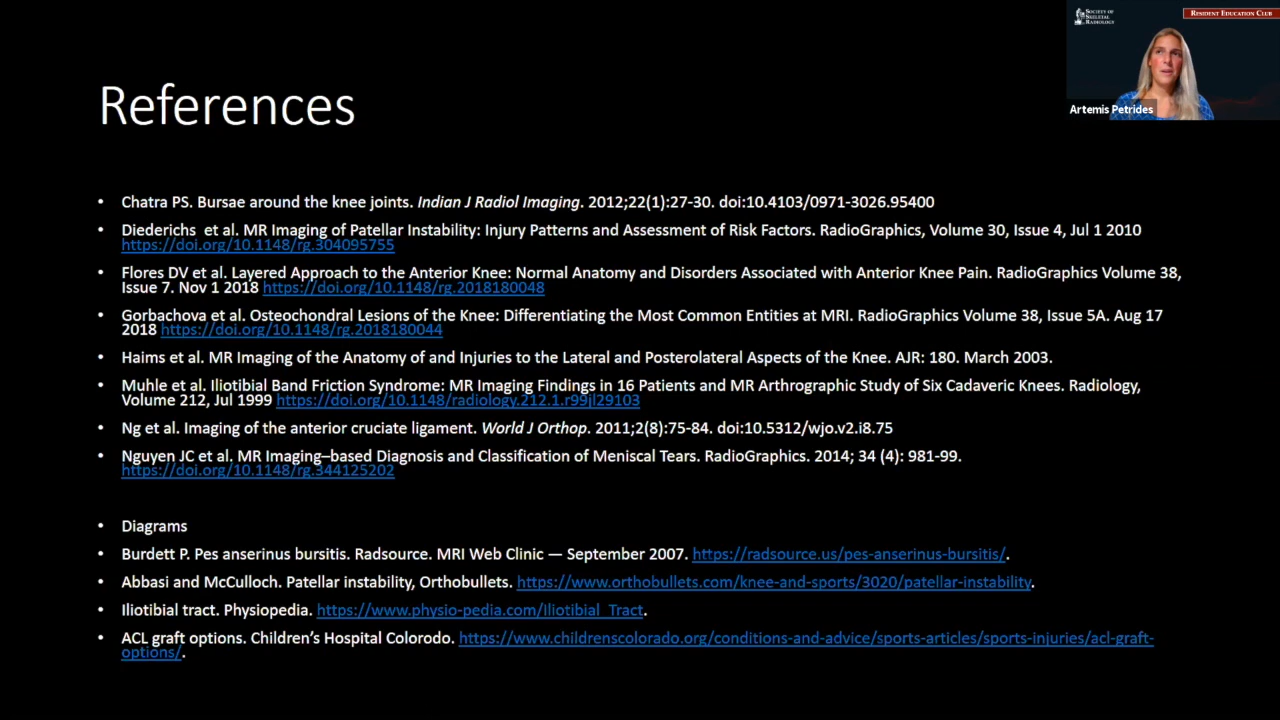 SOCIETY OF
SKELETAL
RADIOLOGY
RESIDENT EDUCATION CLUB
Artemis Petrides
References
• Chatra PS. Bursae around the knee joints. Indian J Radiol Imaging. 2012;22(1):27-30. doi:10.4103/0971-3026.95400
• Diederichs et al. MR Imaging of Patellar Instability: Injury Patterns and Assessment of Risk Factors. RadioGraphics, Volume 30, Issue 4, Jul 1 2010
https://doi.org/10.1148/rg.304095755
• Flores DV et al. Layered Approach to the Anterior Knee: Normal Anatomy and Disorders Associated with Anterior Knee Pain. RadioGraphics Volume 38,
Issue 7. Nov 1 2018 https://doi.org/10.1148/rg.2018180048
• Gorbachova et al. Osteochondral Lesions of the Knee: Differentiating the Most Common Entities at MRI. RadioGraphics Volume 38, Issue 5A. Aug 17
2018 https://doi.org/10.1148/rg.2018180044
• Haims et al. MR Imaging of the Anatomy of and Injuries to the Lateral and Posterolateral Aspects of the Knee. AJR: 180. March 2003.
• Muhle et al. Iliotibial Band Friction Syndrome: MR Imaging Findings in 16 Patients and MR Arthrographic Study of Six Cadaveric Knees. Radiology,
Volume 212, Jul 1999 https://doi.org/10.1148/radiology.212.1.r99jl29103
• Ng et al. Imaging of the anterior cruciate ligament. World J Orthop. 2011;2(8):75-84. doi:10.5312/wjo.v2.i8.75
• Nguyen JC et al. MR Imaging–based Diagnosis and Classification of Meniscal Tears. RadioGraphics. 2014; 34 (4): 981-99.
https://doi.org/10.1148/rg.344125202
• Diagrams
• Burdett P. Pes anserinus bursitis. Radsource. MRI Web Clinic — September 2007. https://radsource.us/pes-anserinus-bursitis/.
• Abbasi and McCulloch. Patellar instability, Orthobullets. https://www.orthobullets.com/knee-and-sports/3020/patellar-instability.
• Iliotibial tract. Physiopedia. https://www.physio-pedia.com/Iliotibial_Tract.
• ACL graft options. Children’s Hospital Colorodo. https://www.childrenscolorado.org/conditions-and-advice/sports-articles/sports-injuries/acl-graft-
options/.